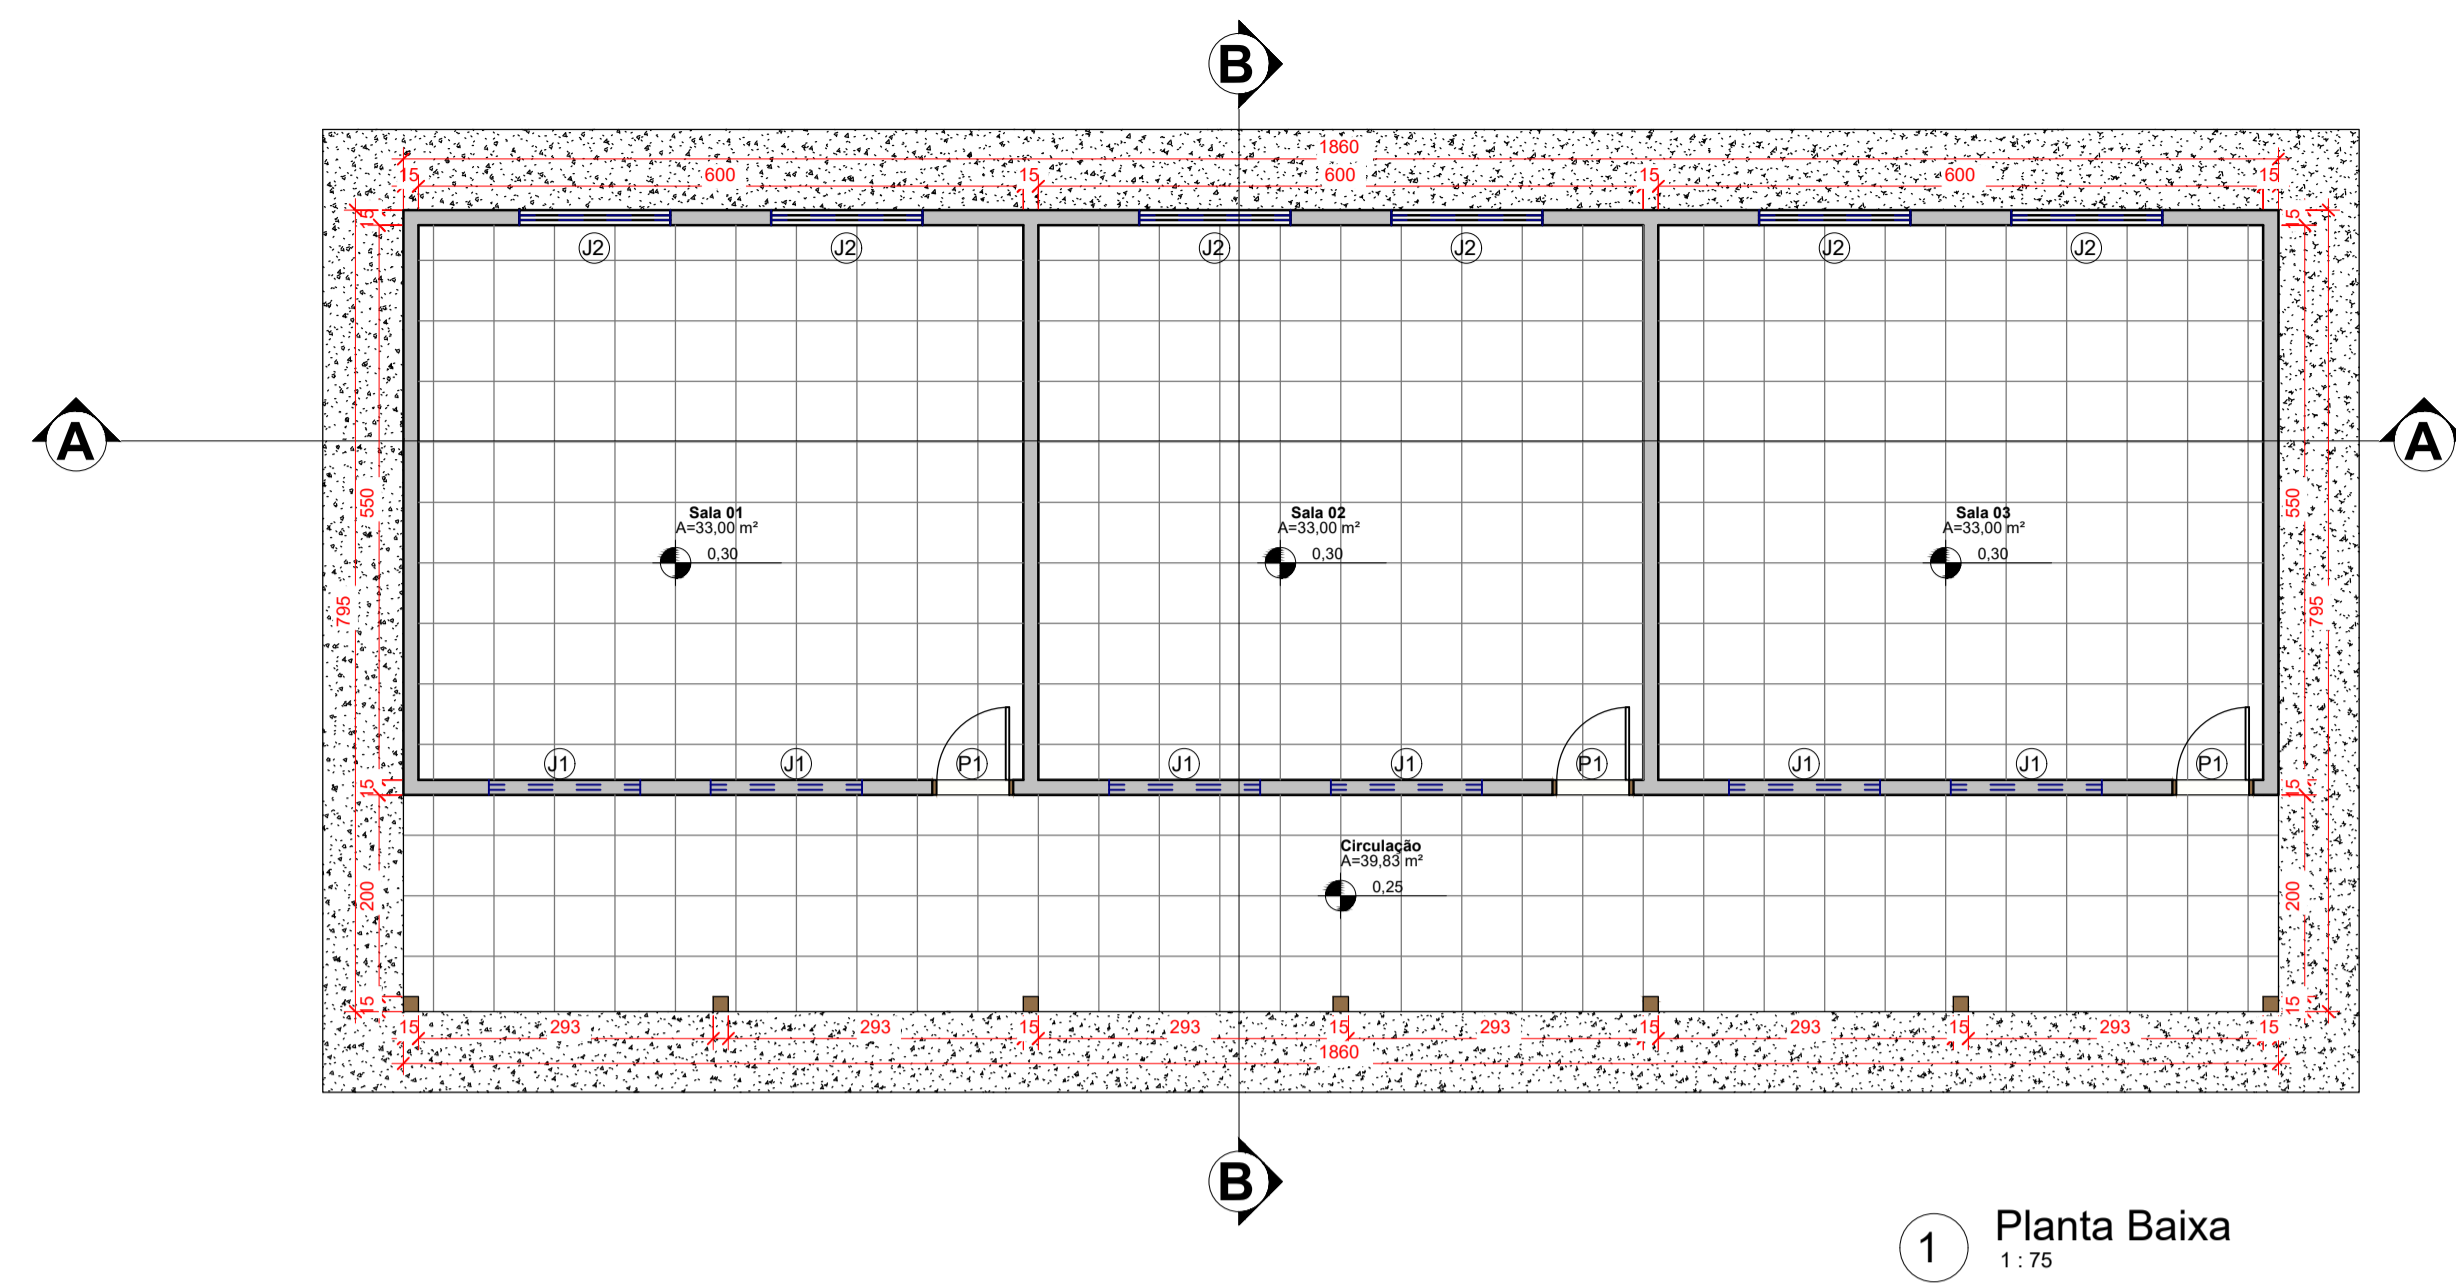 B
1860
15 600 15 600 15 600 15
15 15
J2 J2 J2 J2 J2 J2
A A
550 550
Sala 01 Sala 02 Sala 03
A=33,00 m² A=33,00 m² A=33,00 m²
0,30 0,30 0,30
795 795
J1 J1 P1 J1 J1 P1 J1 J1 P1
15 15
Circulação
A=39,83 m²
0,25
200 200
15 15
15 293 293 15 293 15 293 15 293 15 293 15
1860
B
1 Planta Baixa
1 : 75